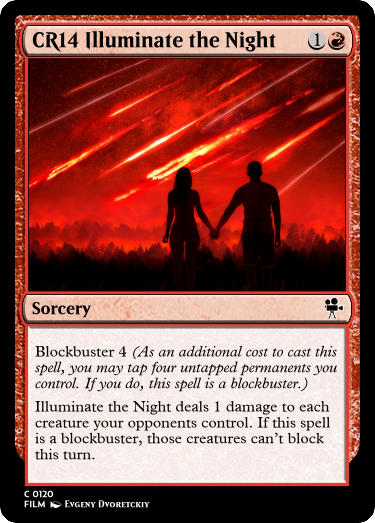 CR14 Illuminate the Night 1
Sorcery
Blockbuster 4 (As an additional cost to cast this
spell, you may tap four untapped permanents you
control. If you do, this spell is a blockbuster.)
Illuminate the Night deals 1 damage to each
creature your opponents control. If this spell
is a blockbuster, those creatures can't block
this turn.
C 0120
FILM Evgeny Dvoretckiy